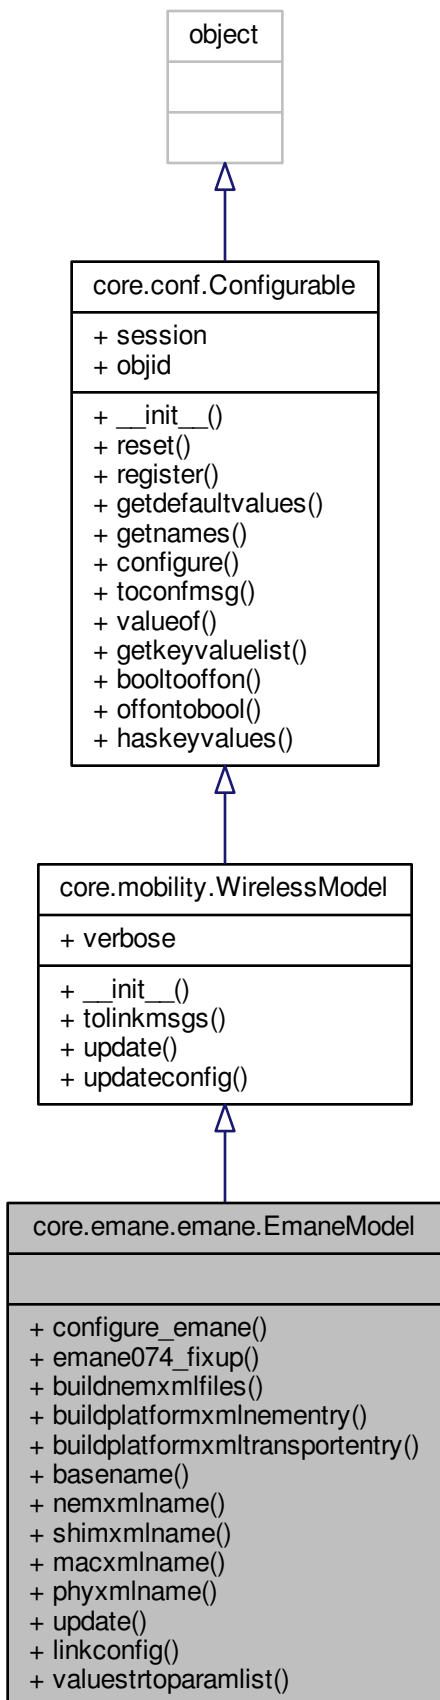 object
core.conf.Configurable
+ session
+ objid
+ __init__()
+ reset()
+ register()
+ getdefaultvalues()
+ getnames()
+ configure()
+ toconfmsg()
+ valueof()
+ getkeyvaluelist()
+ booltooffon()
+ offontobool()
+ haskeyvalues()
core.mobility.WirelessModel
+ verbose
+ __init__()
+ tolinkmsgs()
+ update()
+ updateconfig()
core.emane.emane.EmaneModel
+ configure_emane()
+ emane074_fixup()
+ buildnemxmlfiles()
+ buildplatformxmlnementry()
+ buildplatformxmltransportentry()
+ basename()
+ nemxmlname()
+ shimxmlname()
+ macxmlname()
+ phyxmlname()
+ update()
+ linkconfig()
+ valuestrtoparamlist()